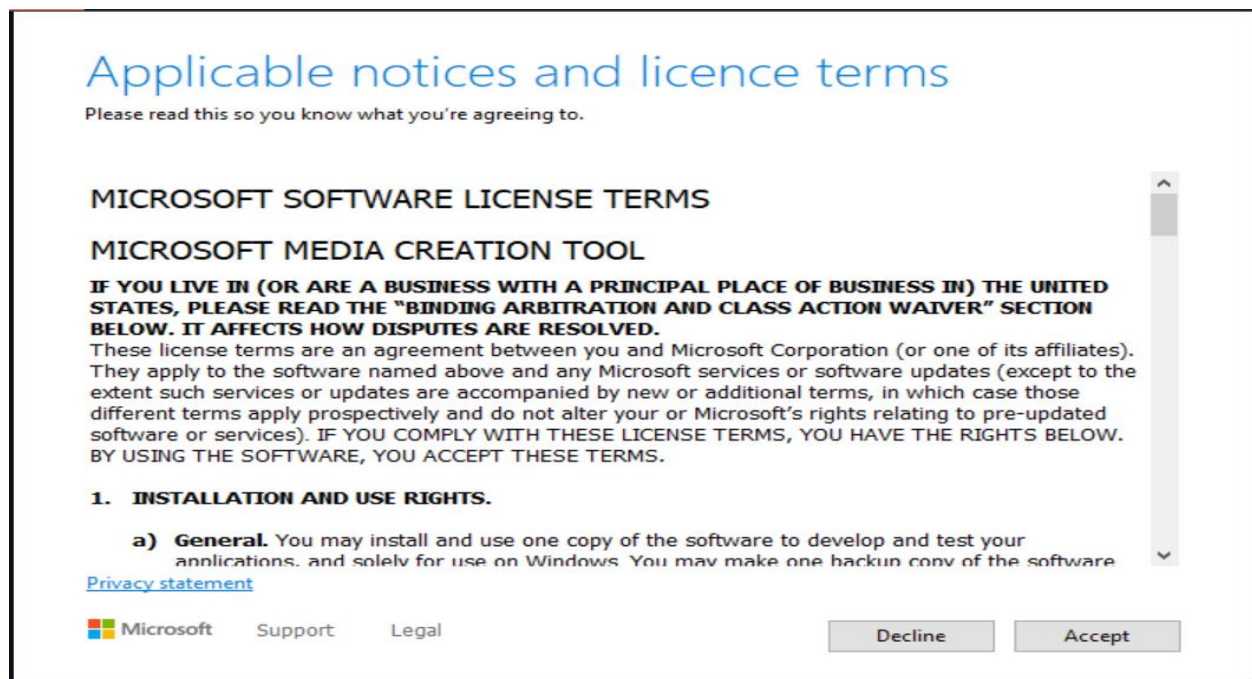 Applicable notices and licence terms
Please read this so you know what you're agreeing to.
MICROSOFT SOFTWARE LICENSE TERMS
MICROSOFT MEDIA CREATION TOOL
IF YOU LIVE IN (OR ARE A BUSINESS WITH A PRINCIPAL PLACE OF BUSINESS IN) THE UNITED
STATES, PLEASE READ THE “BINDING ARBITRATION AND CLASS ACTION WAIVER” SECTION
BELOW. IT AFFECTS HOW DISPUTES ARE RESOLVED.
These license terms are an agreement between you and Microsoft Corporation (or one of its affiliates).
They apply to the software named above and any Microsoft services or software updates (except to the
extent such services or updates are accompanied by new or additional terms, in which case those
different terms apply prospectively and do not alter your or Microsoft’s rights relating to pre-updated
software or services). IF YOU COMPLY WITH THESE LICENSE TERMS, YOU HAVE THE RIGHTS BELOW.
BY USING THE SOFTWARE, YOU ACCEPT THESE TERMS.
1. INSTALLATION AND USE RIGHTS.
a) General. You may install and use one copy of the software to develop and test your
applications, and solely for use on Windows. You may make one backup copy of the software
Privacy statement
Microsoft Support Legal
Decline Accept